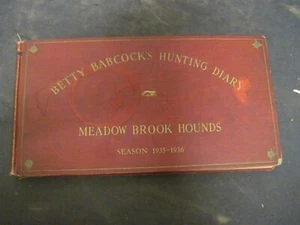 BETTY BABCOCK'S HUNTING DIARY
MEADOW BROOK HOUNDS
SEASON 1935-1936